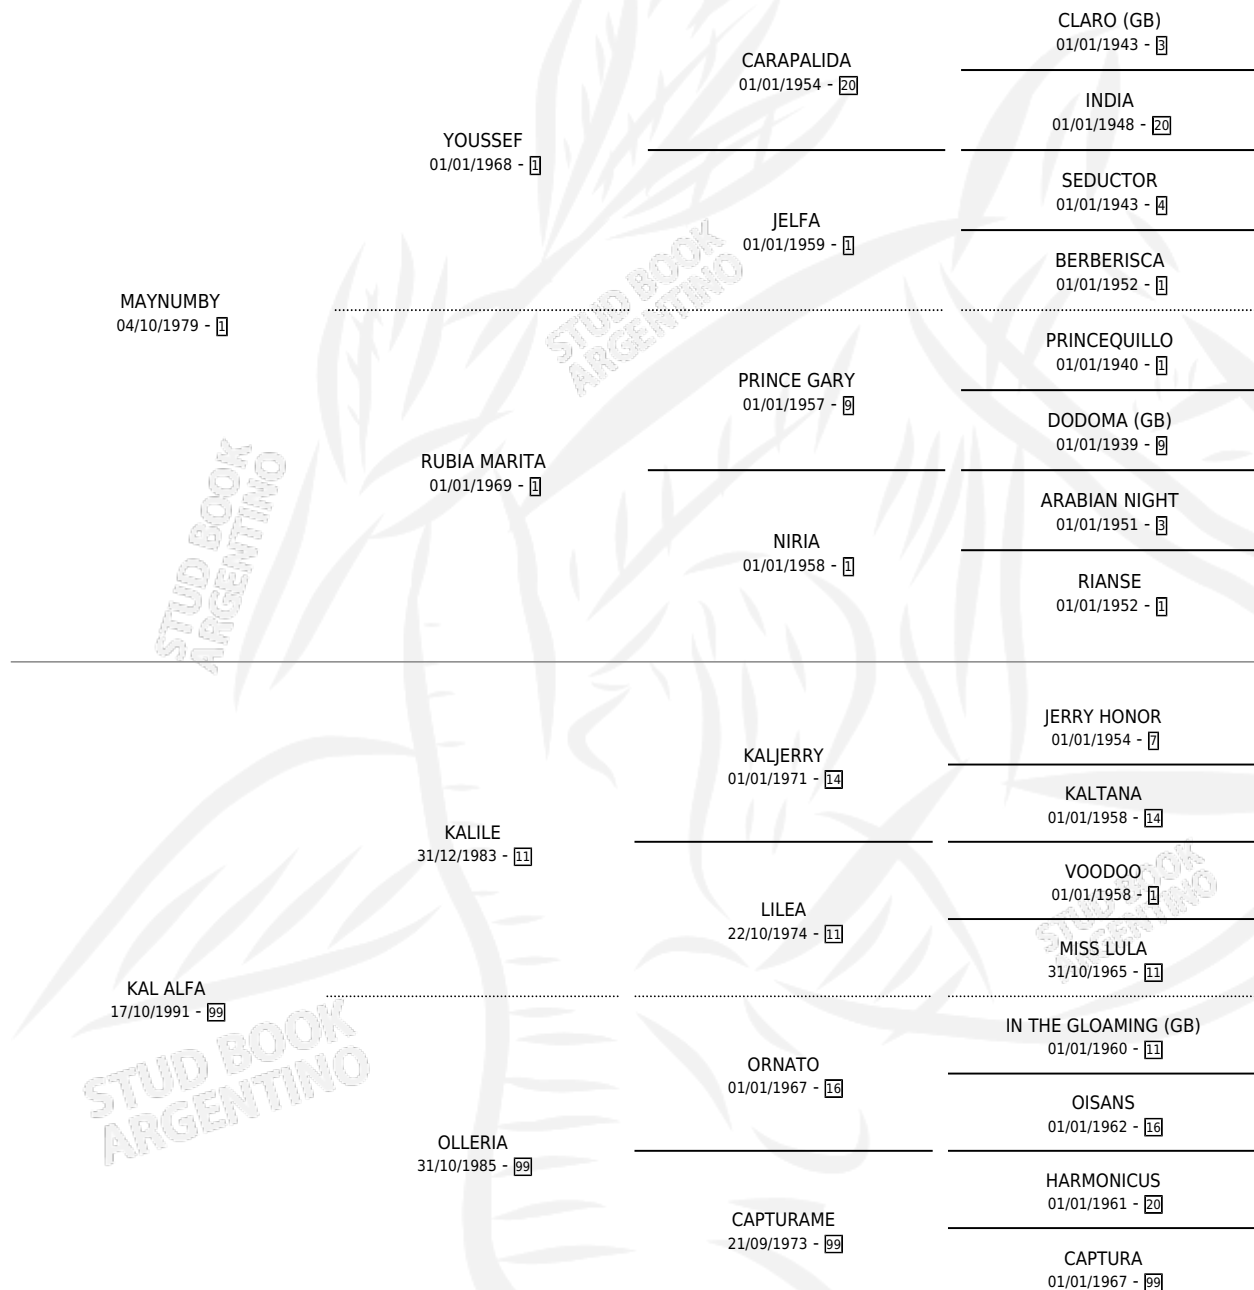 CLARO (GB)
01/01/1943 - 3
CARAPALIDA
01/01/1954 - 20
INDIA
01/01/1948 - 20
YOUSSEF
01/01/1968 - 1
SEDUCTOR
01/01/1943 - 4
JELFA
01/01/1959 - 1
BERBERISCA
01/01/1952 - 1
MAYNUMBY
04/10/1979 - 1
PRINCEQUILLO
01/01/1940 - 1
PRINCE GARY
01/01/1957 - 9
DODOMA (GB)
01/01/1939 - 9
RUBIA MARITA
01/01/1969 - 1
ARABIAN NIGHT
01/01/1951 - 3
NIRIA
01/01/1958 - 1
RIANSE
01/01/1952 - 1
STUD BOOK
ARGENTINO
STUD BOOK
ARGENTINO
JERRY HONOR
01/01/1954 - 7
KALJERRY
01/01/1971 - 14
KALTANA
01/01/1958 - 14
KALILE
31/12/1983 - 11
VOODOO
01/01/1958 - 1
LILEA
22/10/1974 - 11
MISS LULA
31/10/1965 - 11
KAL ALFA
17/10/1991 - 99
IN THE GLOAMING (GB)
01/01/1960 - 11
ORNATO
01/01/1967 - 16
OISANS
01/01/1962 - 16
OLLERIA
31/10/1985 - 99
HARMONICUS
01/01/1961 - 20
CAPTURAME
21/09/1973 - 99
CAPTURA
01/01/1967 - 99
STUD BOOK
ARGENTINO
STUD BOOK
ARGENTINO